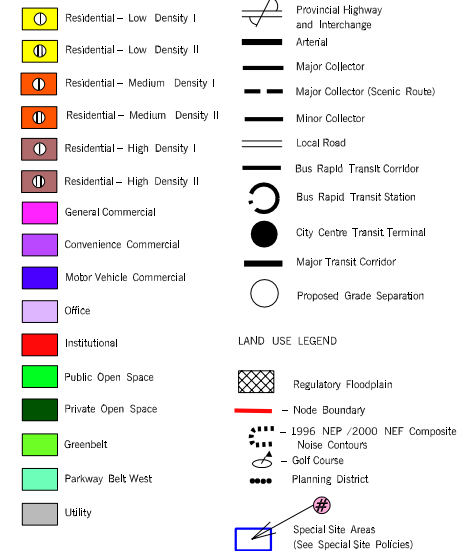 Residential – Low Density I
Residential – Low Density II
Residential – Medium Density I
Residential – Medium Density II
Residential – High Density I
Residential – High Density II
General Commercial
Convenience Commercial
Motor Vehicle Commercial
Office
Institutional
Public Open Space
Private Open Space
Greenbelt
Parkway Belt West
Utility
Provincial Highway
and Interchange
Arterial
Major Collector
Major Collector (Scenic Route)
Minor Collector
Local Road
Bus Rapid Transit Corridor
Bus Rapid Transit Station
City Centre Transit Terminal
Major Transit Corridor
Proposed Grade Separation
LAND USE LEGEND
Regulatory Floodplain
– Node Boundary
– 1996 NEP /2000 NEF Composite
Noise Contours
– Golf Course
Planning District
#
Special Site Areas
(See Special Site Policies)